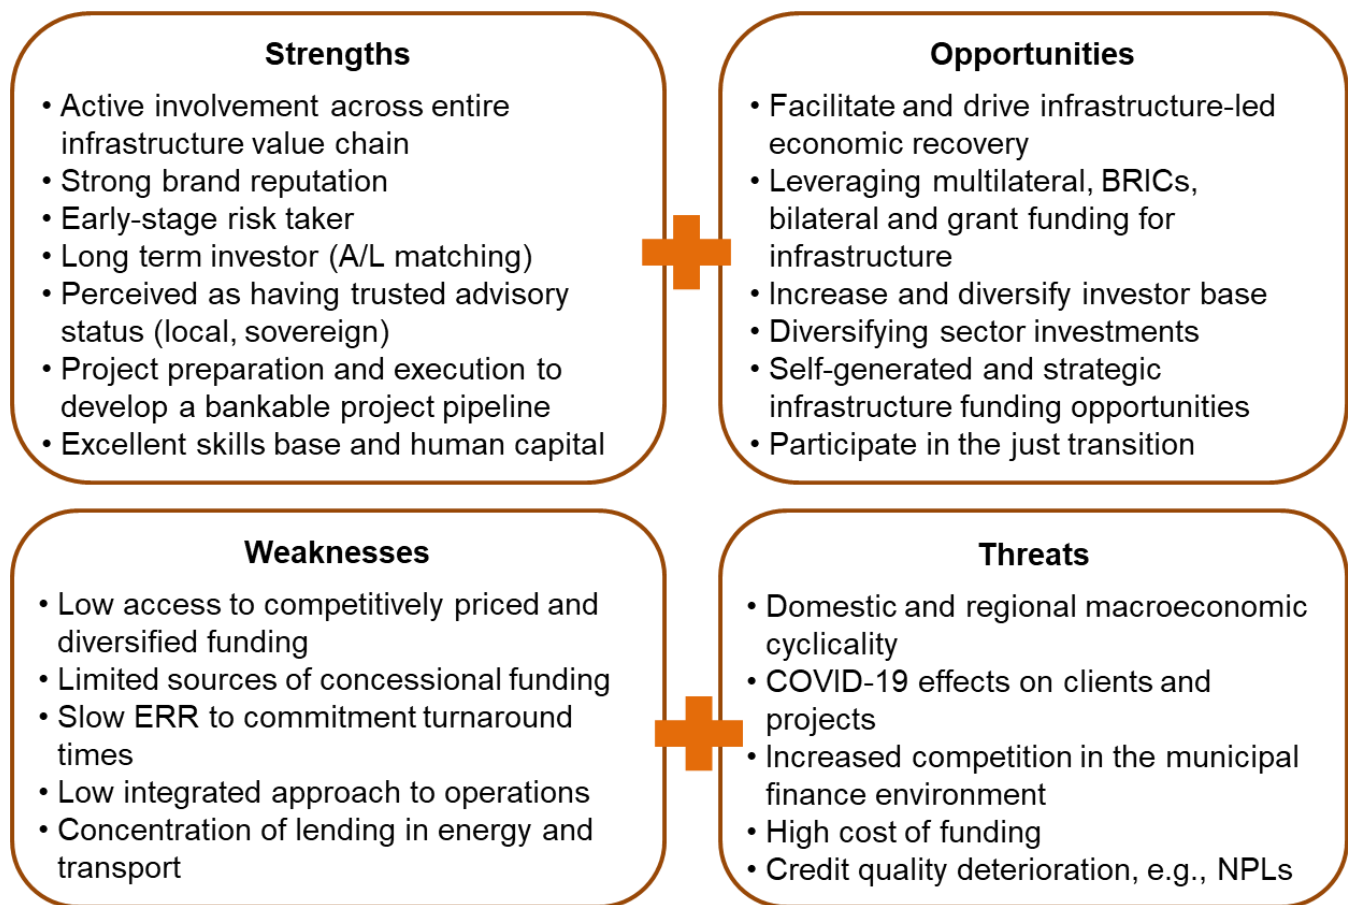 Strengths
• Active involvement across entire
infrastructure value chain
• Strong brand reputation
• Early-stage risk taker
• Long term investor (A/L matching)
• Perceived as having trusted advisory
status (local, sovereign)
• Project preparation and execution to
develop a bankable project pipeline
• Excellent skills base and human capital
Opportunities
• Facilitate and drive infrastructure-led
economic recovery
• Leveraging multilateral, BRICs,
bilateral and grant funding for
infrastructure
• Increase and diversify investor base
• Diversifying sector investments
• Self-generated and strategic
infrastructure funding opportunities
• Participate in the just transition
Weaknesses
• Low access to competitively priced and
diversified funding
• Limited sources of concessional funding
• Slow ERR to commitment turnaround
times
• Low integrated approach to operations
• Concentration of lending in energy and
transport
Threats
• Domestic and regional macroeconomic
cyclicality
• COVID-19 effects on clients and
projects
• Increased competition in the municipal
finance environment
• High cost of funding
• Credit quality deterioration, e.g., NPLs